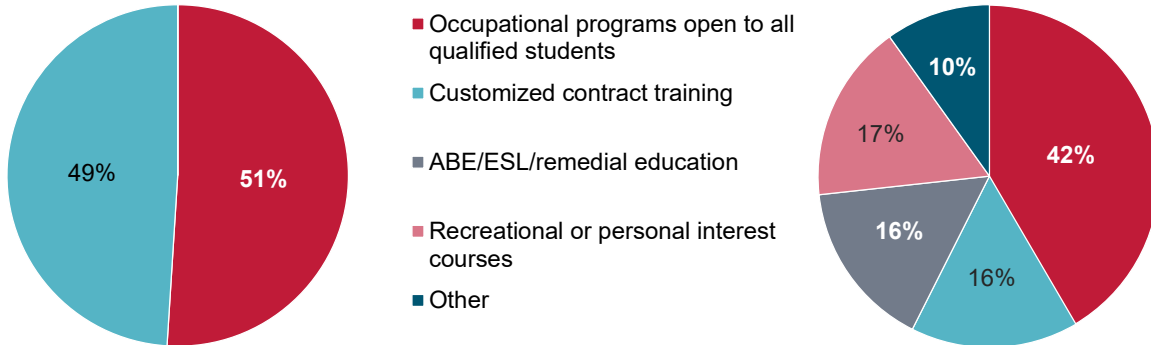 49%
51%
Occupational programs open to all
qualified students
Customized contract training
ABE/ESL/remedial education
Recreational or personal interest
courses
Other
10%
17%
42%
16%
16%